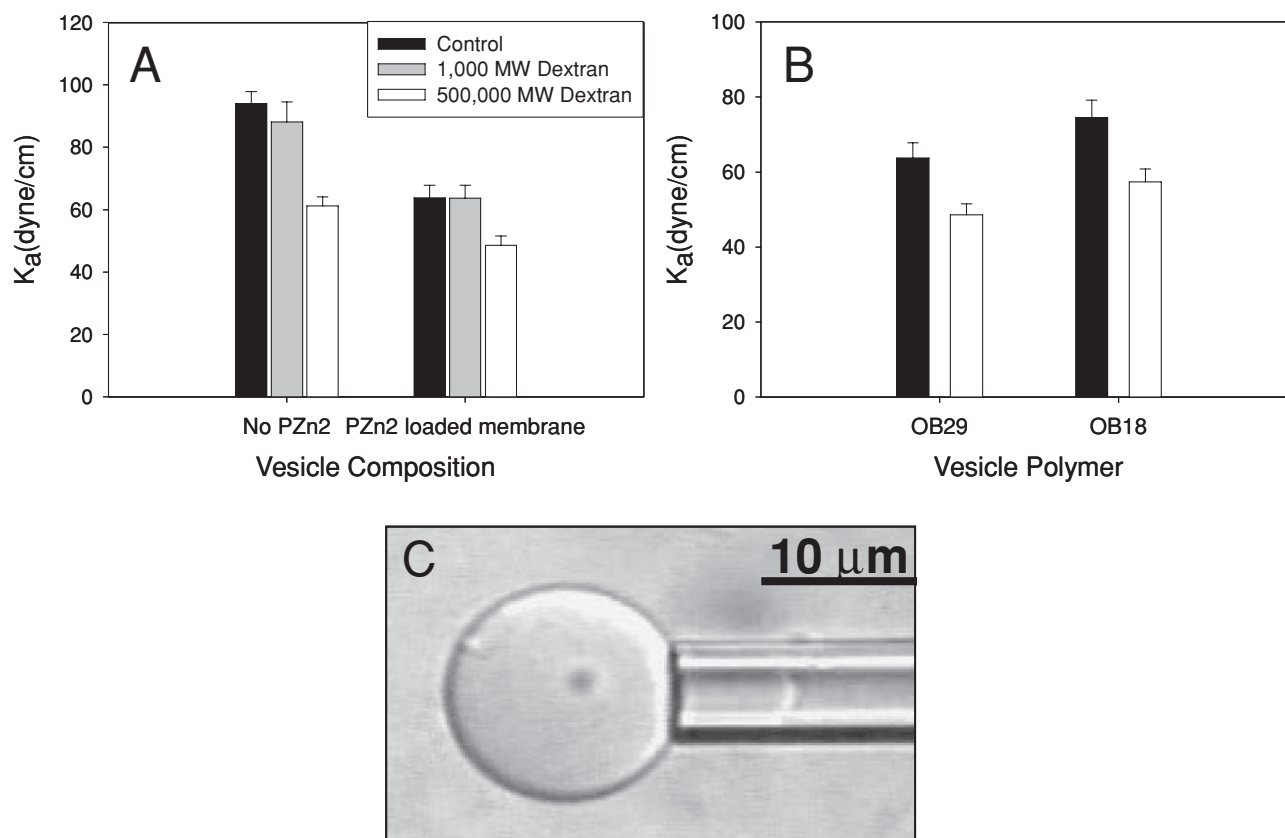 A
Control
1,000 MW Dextran
500,000 MW Dextran
120
100
80
60
40
20
0
Ka(dyne/cm)
No PZn2 PZn2 loaded membrane
Vesicle Composition
B
100
80
60
40
20
0
Ka(dyne/cm)
OB29 OB18
Vesicle Polymer
C
10 μm